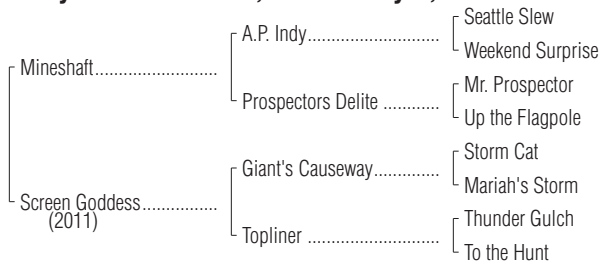 Seattle Slew
A.P. Indy
Weekend Surprise
Mineshaft
Mr. Prospector
Prospectors Delite
Up the Flagpole
Storm Cat
Giant's Causeway
Mariah's Storm
Screen Goddess
(2011)
Thunder Gulch
Topliner
To the Hunt